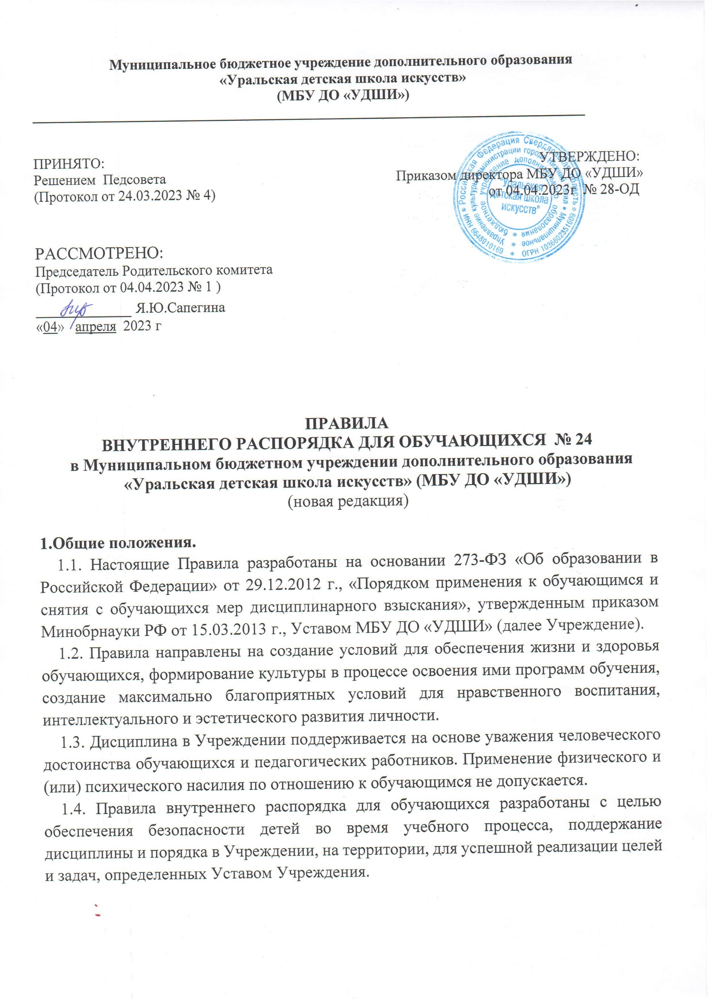 Муниципальное бюджетное учреждение дополнительного образования
«Уральская детская школа искусств»
(МБУ ДО «УДШИ»)
ПРИНЯТО:
Решением Педсовета
(Протокол от 24.03.2023 № 4)
УТВЕРЖДЕНО:
Приказом директора МБУ ДО «УДШИ»
от 04.04.2023г № 28-ОД
Российская Федерация Свердловская область * ОГРН 1036602351609 * ИНН 6648010169 *
Управление культуры Администрации города Нижний Тагил • Муниципальное *
бюджетное учреждение дополнительного образования *
"Уральская
детская школа
искусств"
РАССМОТРЕНО:
Председатель Родительского комитета
(Протокол от 04.04.2023 № 1 )
Я.Ю.Сапегина
«04» апреля 2023 г
ПРАВИЛА
ВНУТРЕННЕГО РАСПОРЯДКА ДЛЯ ОБУЧАЮЩИХСЯ № 24
в Муниципальном бюджетном учреждении дополнительного образования
«Уральская детская школа искусств» (МБУ ДО «УДШИ»)
(новая редакция)
1.Общие положения.
1.1. Настоящие Правила разработаны на основании 273-ФЗ «Об образовании в
Российской Федерации» от 29.12.2012 г., «Порядком применения к обучающимся и
снятия с обучающихся мер дисциплинарного взыскания», утвержденным приказом
Минобрнауки РФ от 15.03.2013 г., Уставом МБУ ДО «УДШИ» (далее Учреждение).
1.2. Правила направлены на создание условий для обеспечения жизни и здоровья
обучающихся, формирование культуры в процессе освоения ими программ обучения,
создание максимально благоприятных условий для нравственного воспитания,
интеллектуального и эстетического развития личности.
1.3. Дисциплина в Учреждении поддерживается на основе уважения человеческого
достоинства обучающихся и педагогических работников. Применение физического и
(или) психического насилия по отношению к обучающимся не допускается.
1.4. Правила внутреннего распорядка для обучающихся разработаны с целью
обеспечения безопасности детей во время учебного процесса, поддержание
дисциплины и порядка в Учреждении, на территории, для успешной реализации целей
и задач, определенных Уставом Учреждения.